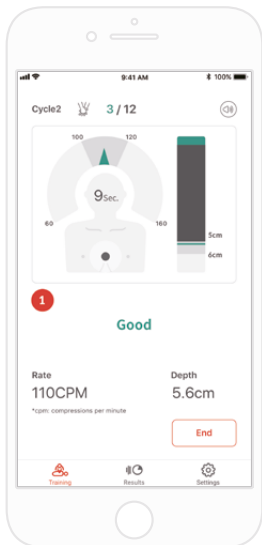 9:41 AM 100%
Cycle2 3 / 12
100 120
9Sec.
60 160
5cm
6cm
1
Good
Rate Depth
110CPM 5.6cm
*cpm: compressions per minute
End
Training Results Settings